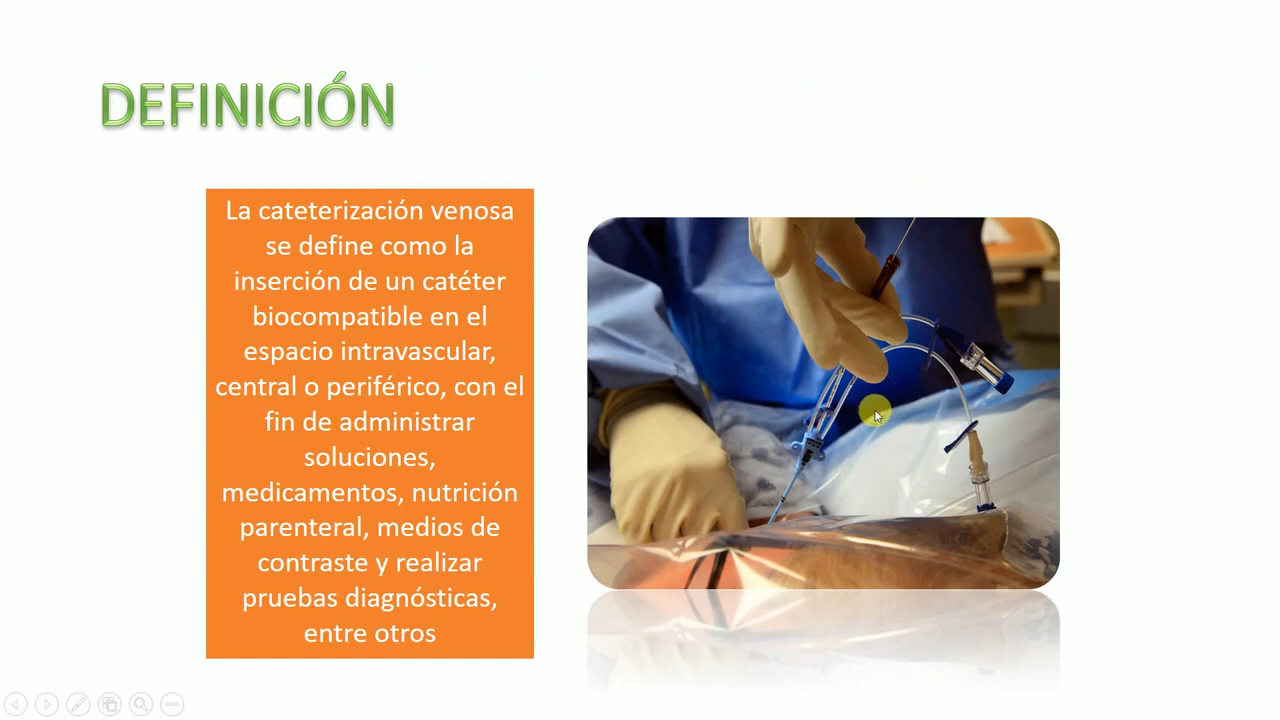 DEFINICIÓN
La cateterización venosa
se define como la
inserción de un catéter
biocompatible en el
espacio intravascular,
central o periférico, con el
fin de administrar
soluciones,
medicamentos, nutrición
parenteral, medios de
contraste y realizar
pruebas diagnósticas,
entre otros